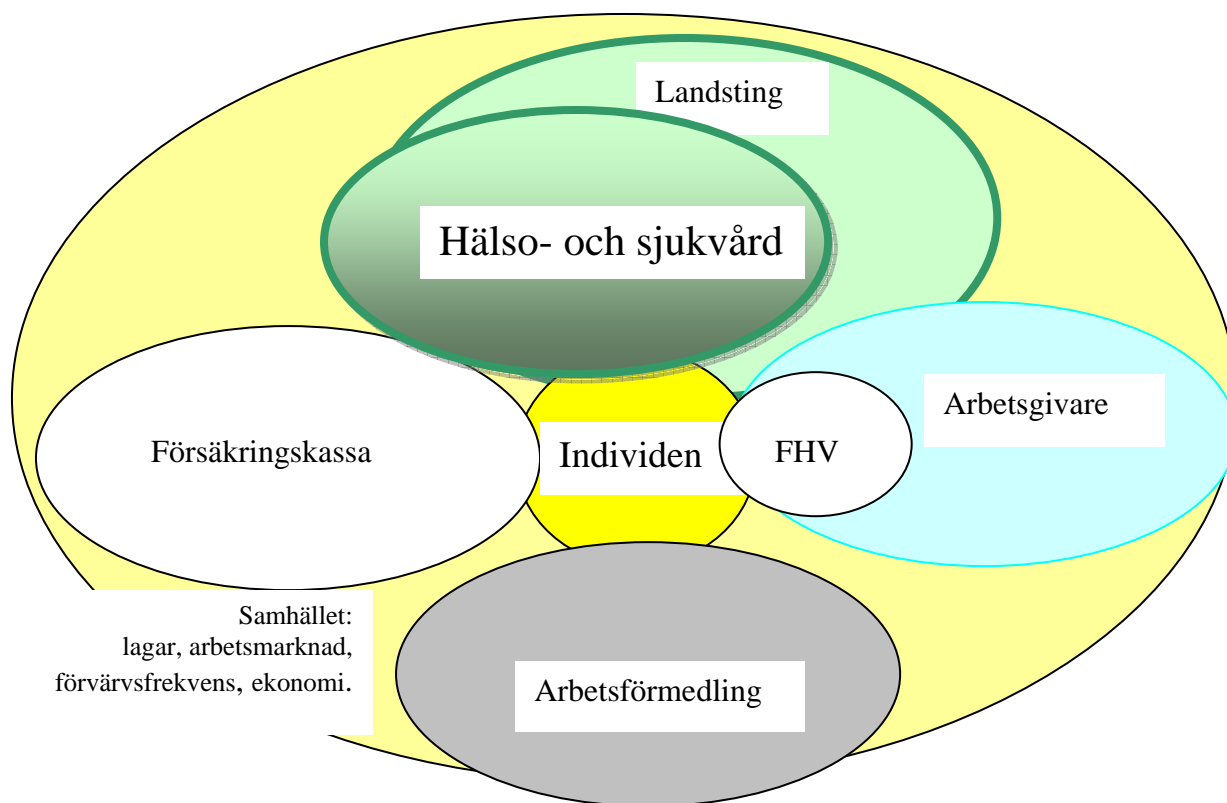 Landsting
Hälso- och sjukvård
Arbetsgivare
Försäkringskassa
Individen
FHV
Samhället:
lagar, arbetsmarknad,
förvärvsfrekvens, ekonomi.
Arbetsförmedling